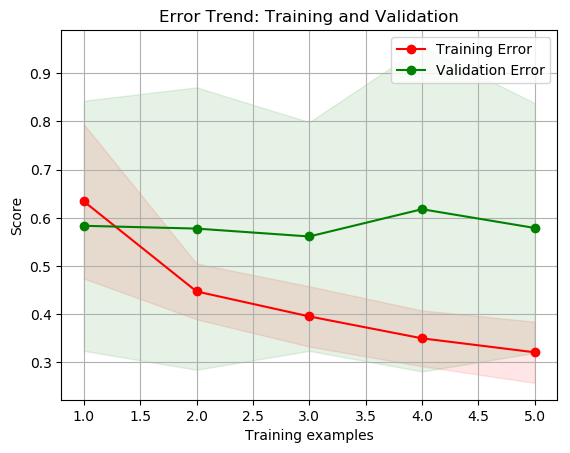 Error Trend: Training and Validation
Training Error
Validation Error
Score
0.9
0.8
0.7
0.6
0.5
0.4
0.3
1.0 1.5 2.0 2.5 3.0 3.5 4.0 4.5 5.0
Training examples